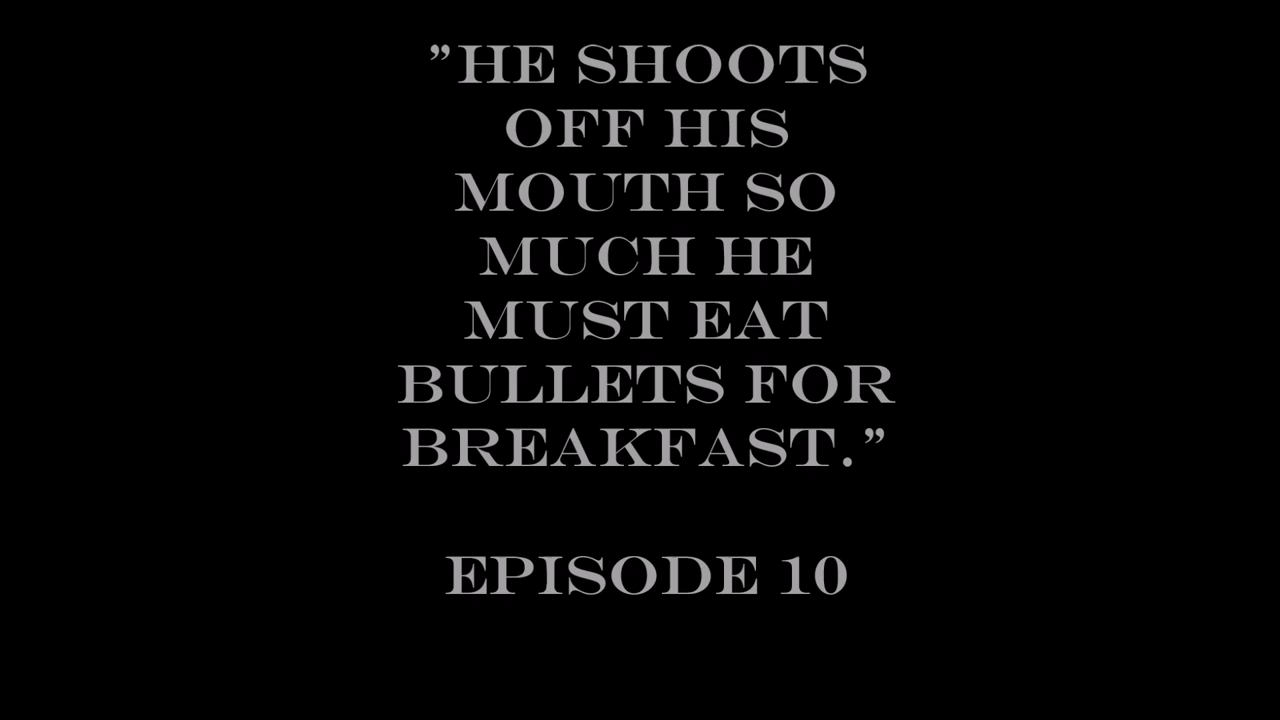 ”HE SHOOTS
OFF HIS
MOUTH SO
MUCH HE
MUST EAT
BULLETS FOR
BREAKFAST.”
EPISODE 10